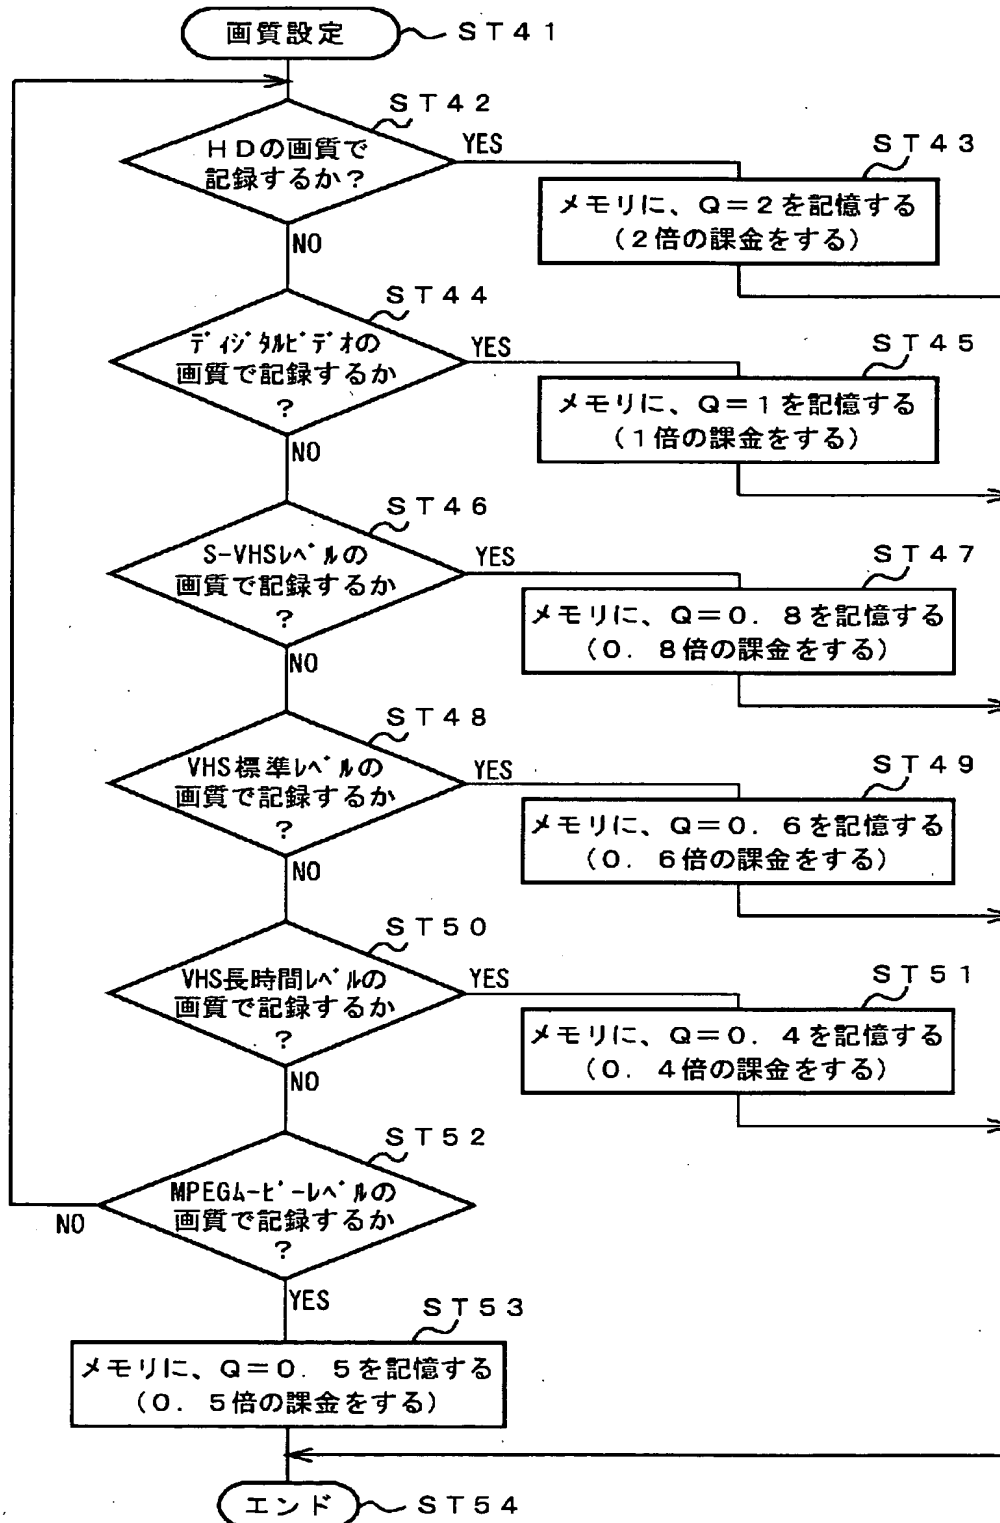 画質設定
ST41
ST42
HDの画質で
記録するか?
YES
NO
ST43
メモリに、Q=2を記憶する
(2倍の課金をする)
ST44
ディジタルビデオの
画質で記録するか
?
YES
NO
ST45
メモリに、Q=1を記憶する
(1倍の課金をする)
ST46
S-VHSレベルの
画質で記録するか
?
YES
NO
ST47
メモリに、Q=0.8を記憶する
(0.8倍の課金をする)
ST48
VHS標準レベルの
画質で記録するか
?
YES
NO
ST49
メモリに、Q=0.6を記憶する
(0.6倍の課金をする)
ST50
VHS長時間レベルの
画質で記録するか
?
YES
NO
ST51
メモリに、Q=0.4を記憶する
(0.4倍の課金をする)
ST52
MPEGムービーレベルの
画質で記録するか
?
NO
YES
ST53
メモリに、Q=0.5を記憶する
(0.5倍の課金をする)
エンド
ST54